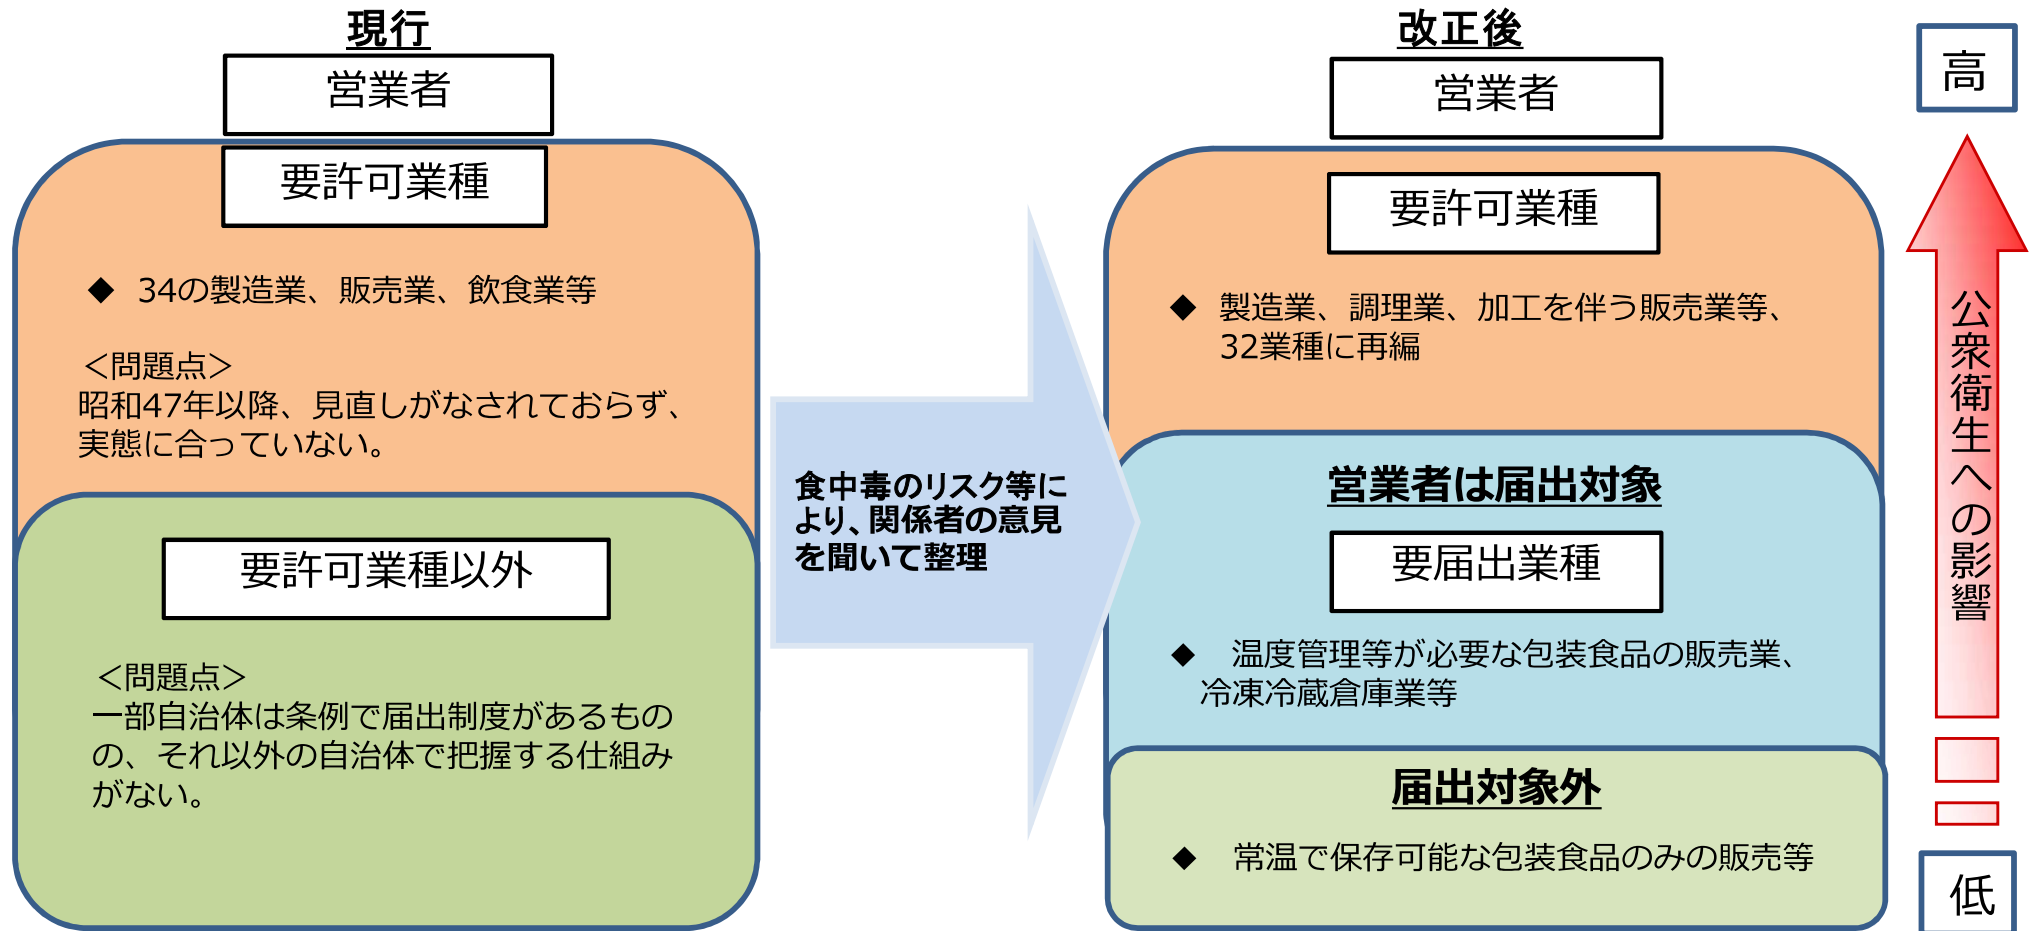 現行
営業者
要許可業種
◆ 34の製造業、販売業、飲食業等
＜問題点＞
昭和47年以降、見直しがなされておらず、
実態に合っていない。
要許可業種以外
＜問題点＞
一部自治体は条例で届出制度があるもの
の、それ以外の自治体で把握する仕組み
がない。
食中毒のリスク等に
より、関係者の意見
を聞いて整理
改正後
営業者
要許可業種
◆ 製造業、調理業、加工を伴う販売業等、
32業種に再編
営業者は届出対象
要届出業種
◆ 温度管理等が必要な包装食品の販売業、
冷凍冷蔵倉庫業等
届出対象外
◆ 常温で保存可能な包装食品のみの販売等
高
公衆衛生への影響
低